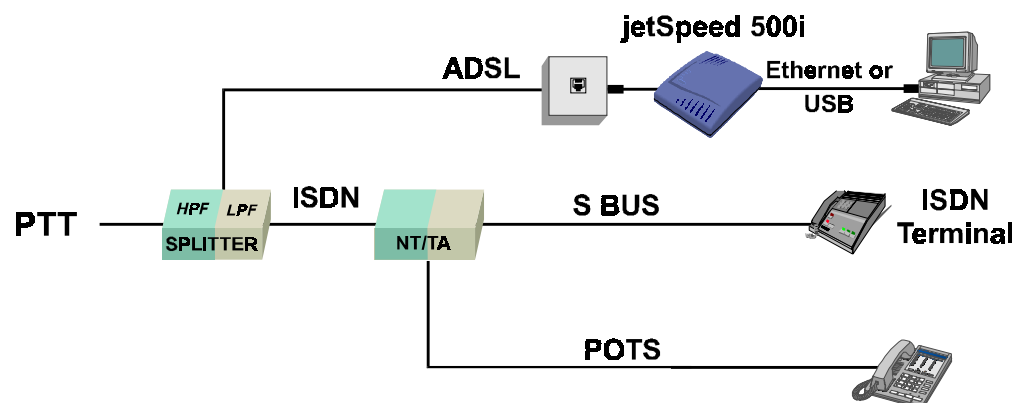 jetSpeed 500i
ADSL
Ethernet or
USB
PTT
HPF LPF
SPLITTER
ISDN
NT/TA
S BUS
ISDN
Terminal
POTS